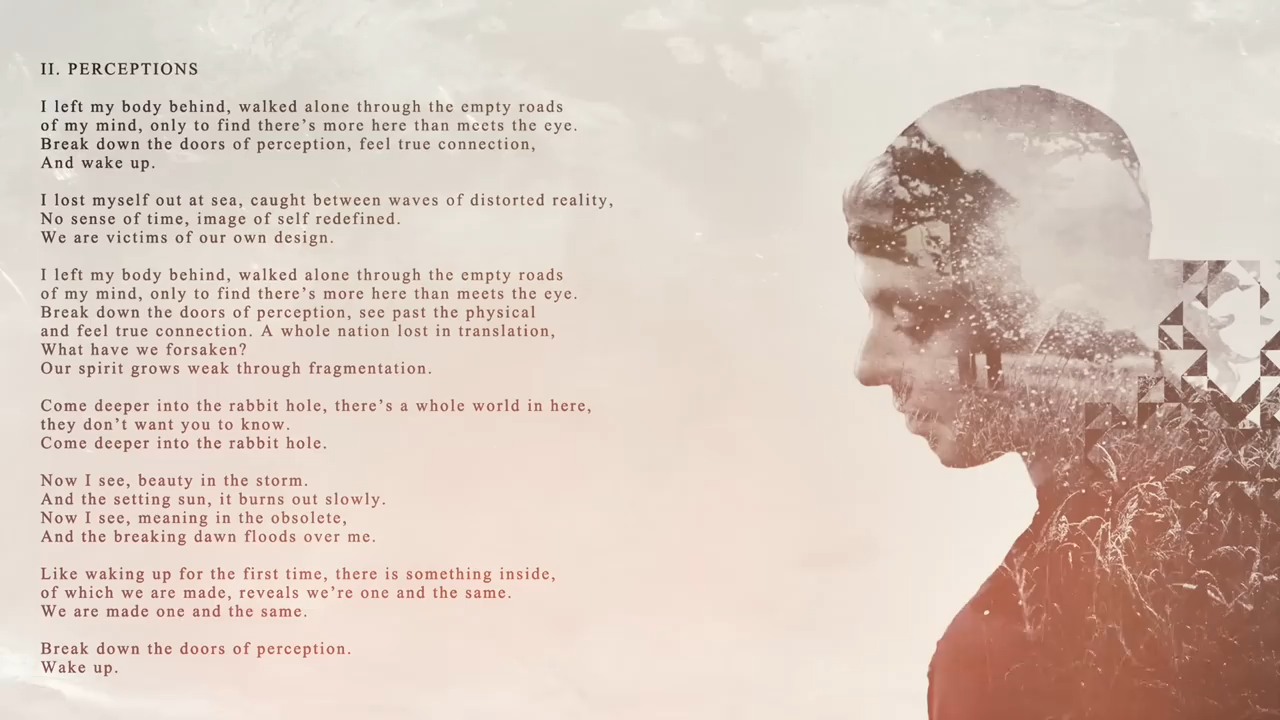 II. PERCEPTIONS
I left my body behind, walked alone through the empty roads
of my mind, only to find there’s more here than meets the eye.
Break down the doors of perception, feel true connection,
And wake up.
I lost myself out at sea, caught between waves of distorted reality,
No sense of time, image of self redefined.
We are victims of our own design.
I left my body behind, walked alone through the empty roads
of my mind, only to find there’s more here than meets the eye.
Break down the doors of perception, see past the physical
and feel true connection. A whole nation lost in translation,
What have we forsaken?
Our spirit grows weak through fragmentation.
Come deeper into the rabbit hole, there’s a whole world in here,
they don’t want you to know.
Come deeper into the rabbit hole.
Now I see, beauty in the storm.
And the setting sun, it burns out slowly.
Now I see, meaning in the obsolete,
And the breaking dawn floods over me.
Like waking up for the first time, there is something inside,
of which we are made, reveals we’re one and the same.
We are made one and the same.
Break down the doors of perception.
Wake up.